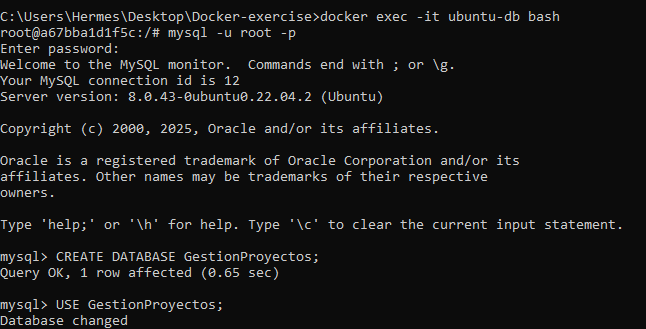 C:\Users\Hermes\Desktop\Docker-exercise>docker exec -it ubuntu-db bash
root@a67bba1d1f5c:/# mysql -u root -p
Enter password:
Welcome to the MySQL monitor.  Commands end with ; or \g.
Your MySQL connection id is 12
Server version: 8.0.43-0ubuntu0.22.04.2 (Ubuntu)
Copyright (c) 2000, 2025, Oracle and/or its affiliates.
Oracle is a registered trademark of Oracle Corporation and/or its
affiliates. Other names may be trademarks of their respective
owners.
Type 'help;' or '\h' for help. Type '\c' to clear the current input statement.
mysql> CREATE DATABASE GestionProyectos;
Query OK, 1 row affected (0.65 sec)
mysql> USE GestionProyectos;
Database changed